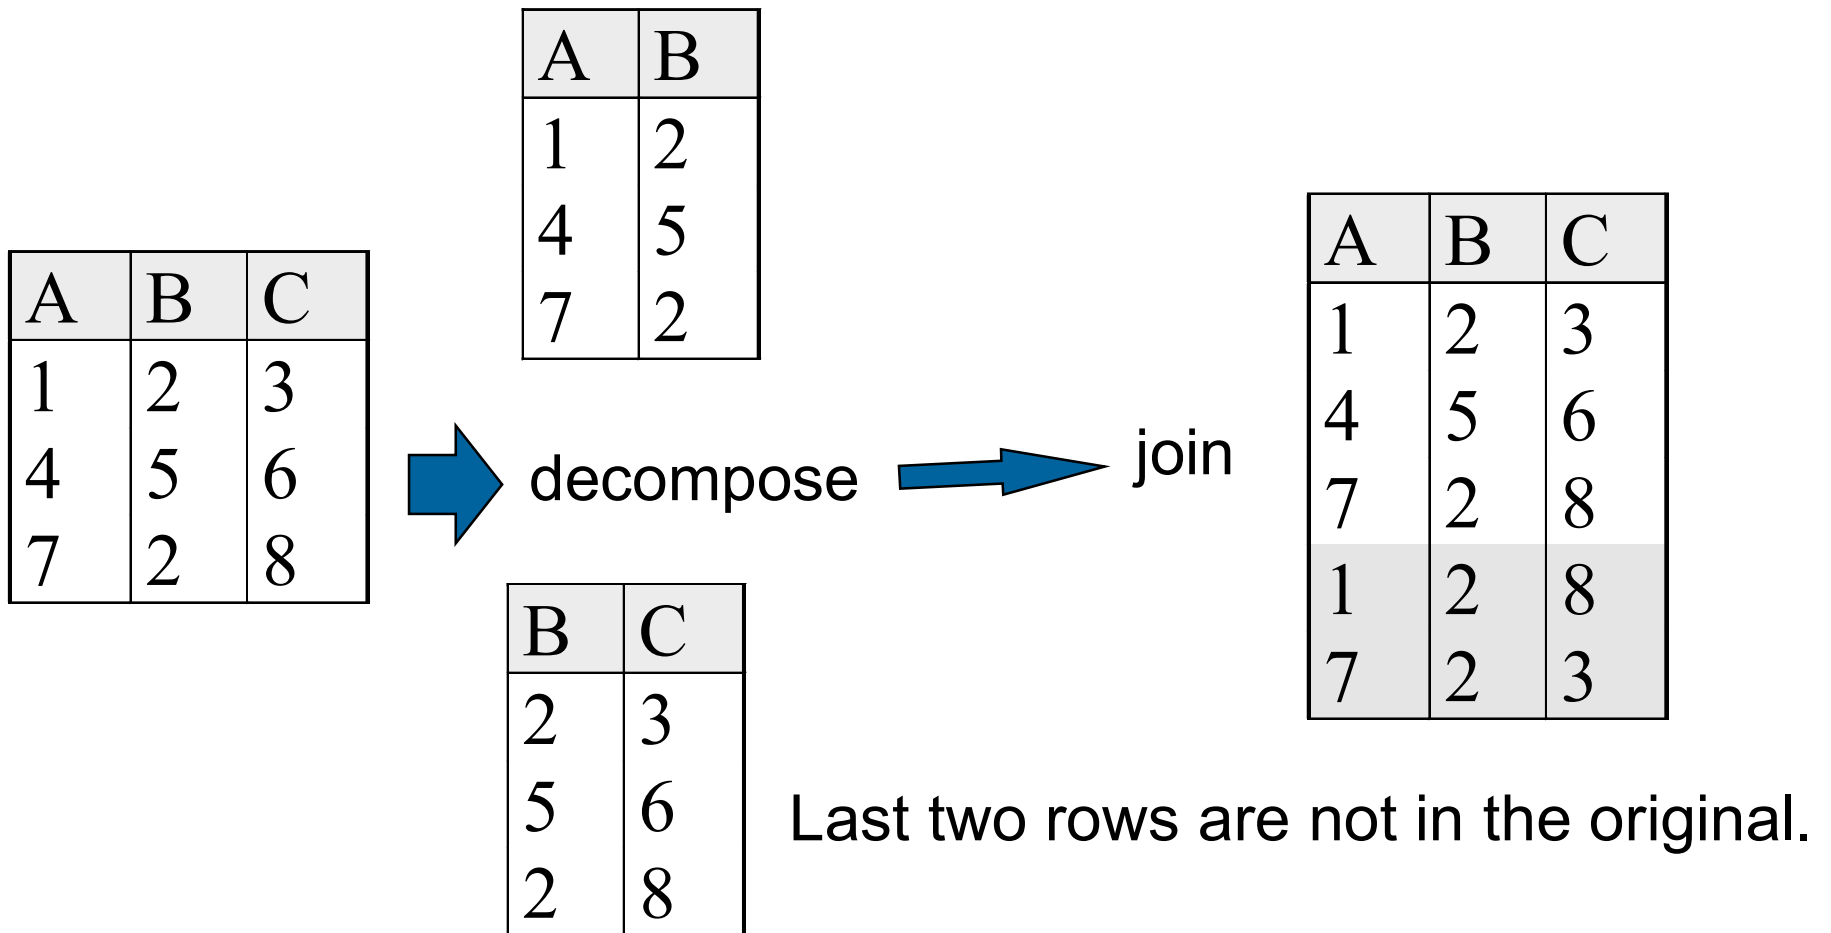 A B C
1 2 3
4 5 6
7 2 8
A B
1 2
4 5
7 2
decompose
B C
2 3
5 6
2 8
join
A B C
1 2 3
4 5 6
7 2 8
1 2 8
7 2 3
Last two rows are not in the original.